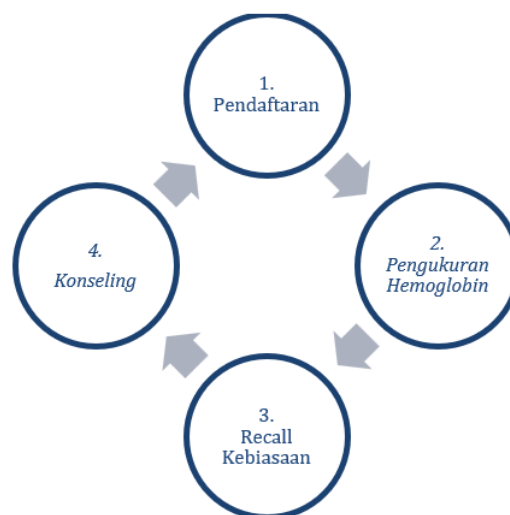 1.
Pendaftaran
2.
Pengukuran
Hemoglobin
3.
Recall
Kebiasaan
4.
Konseling